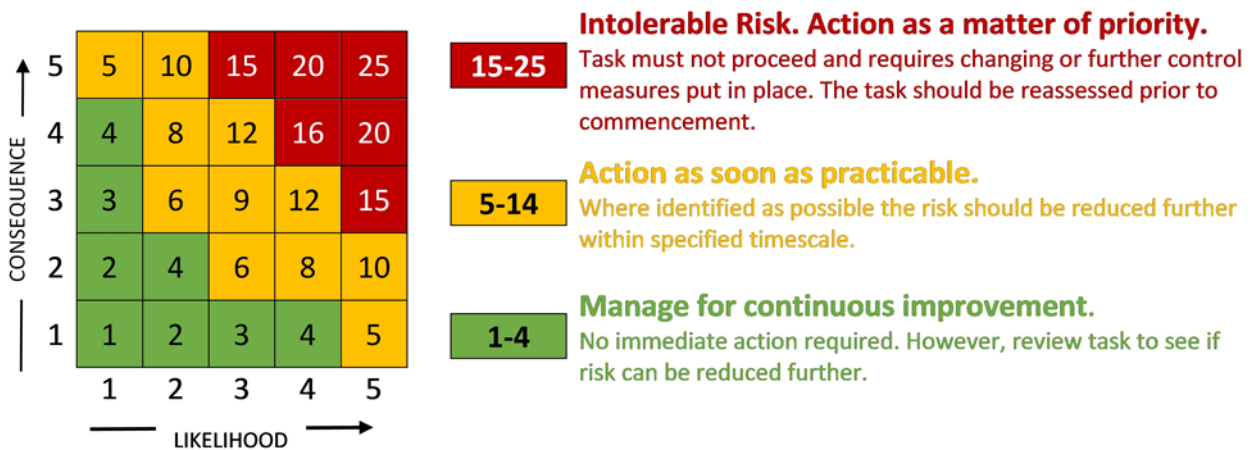 CONSEQUENCE
5 5 10 15 20 25
4 4 8 12 16 20
3 3 6 9 12 15
2 2 4 6 8 10
1 1 2 3 4 5
1 2 3 4 5
LIKELIHOOD
15-25
Intolerable Risk. Action as a matter of priority.
Task must not proceed and requires changing or further control
measures put in place. The task should be reassessed prior to
commencement.
5-14
Action as soon as practicable.
Where identified as possible the risk should be reduced further
within specified timescale.
1-4
Manage for continuous improvement.
No immediate action required. However, review task to see if
risk can be reduced further.